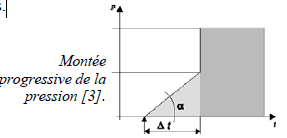 s.
P
Montée
progressive de la
pression [3].
α
Δ t
t